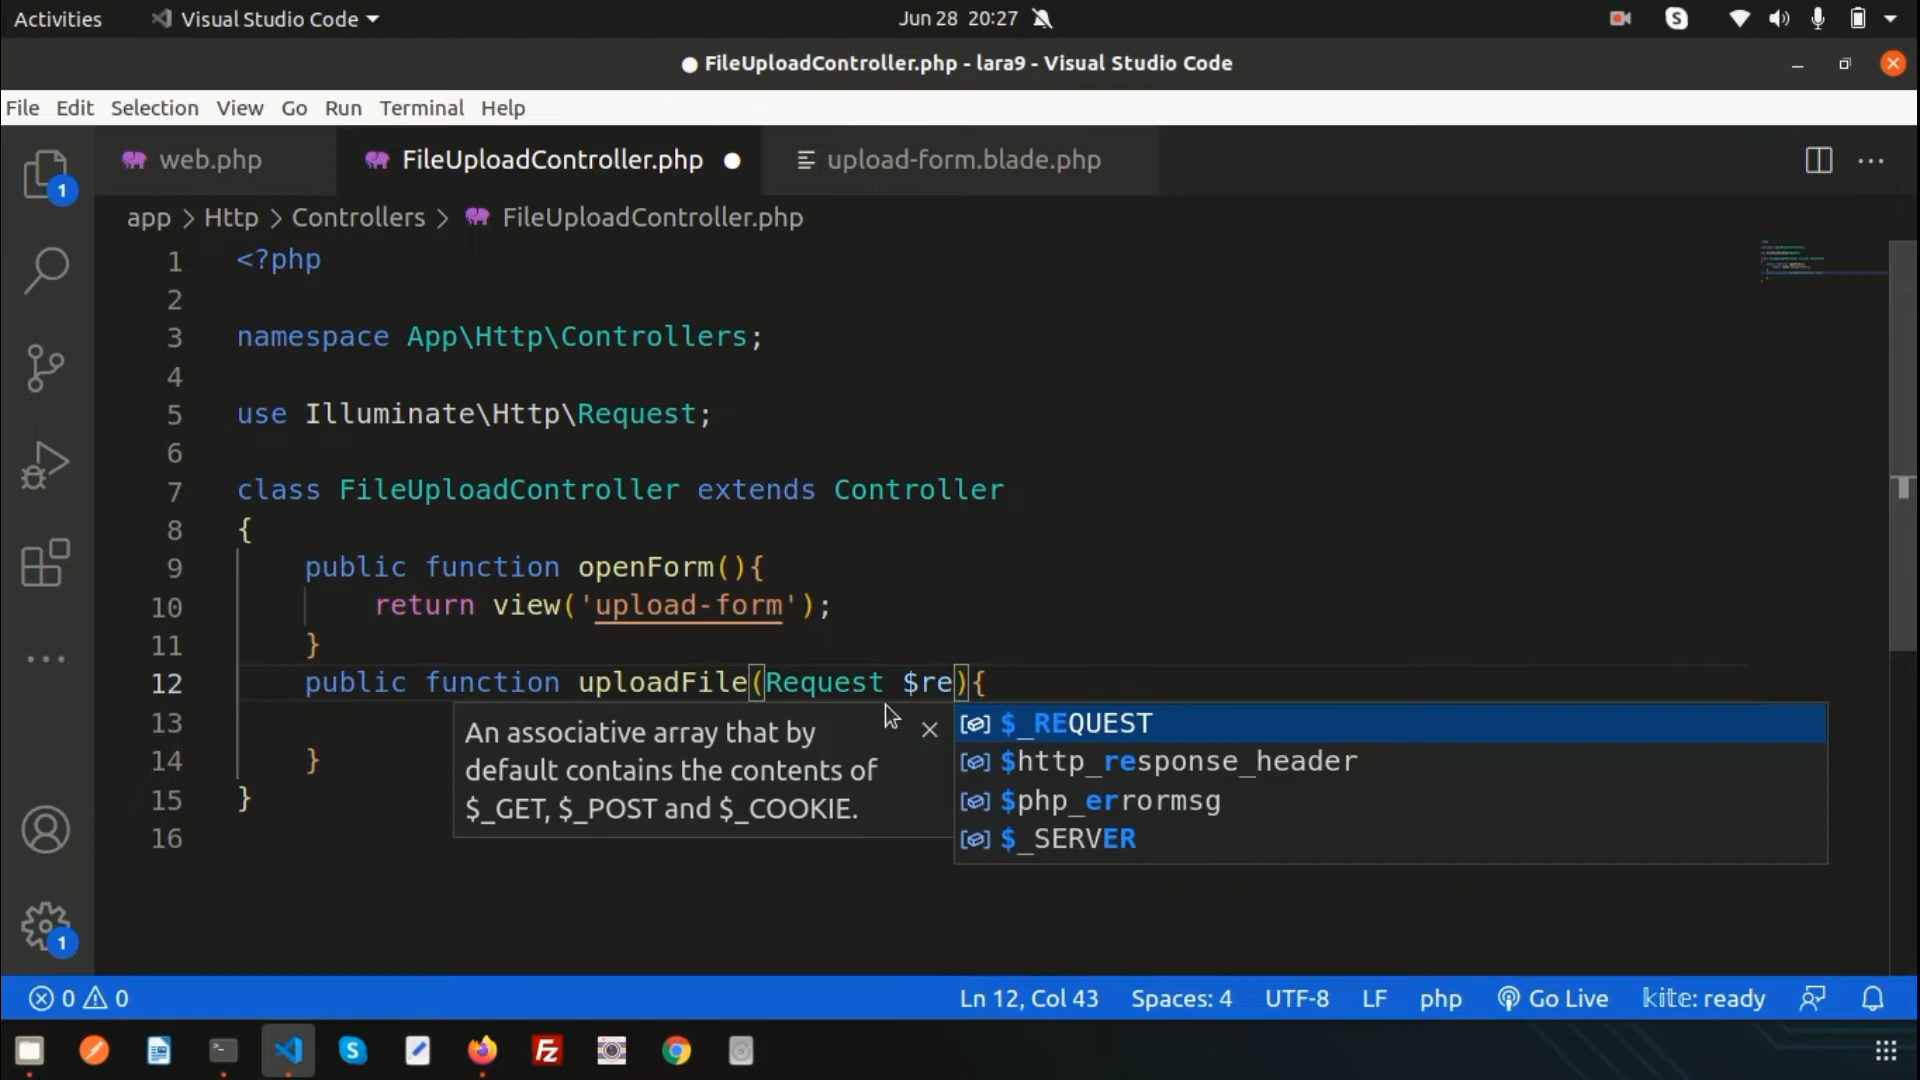 Activities Visual Studio Code Jun 28 20:27
FileUploadController.php - lara9 - Visual Studio Code
File Edit Selection View Go Run Terminal Help
web.php FileUploadController.php upload-form.blade.php
1
app > Http > Controllers > FileUploadController.php
1 <?php
2
3 namespace App\Http\Controllers;
4
5 use Illuminate\Http\Request;
6
7 class FileUploadController extends Controller
8 {
9 public function openForm(){
10 return view('upload-form');
11 }
12 public function uploadFile(Request $re){
13
14 }
15 }
16
An associative array that by
default contains the contents of
$_GET, $_POST and $_COOKIE.
$_REQUEST
$http_response_header
$php_errormsg
$_SERVER
1
0 0 Ln 12, Col 43 Spaces: 4 UTF-8 LF php Go Live kite: ready